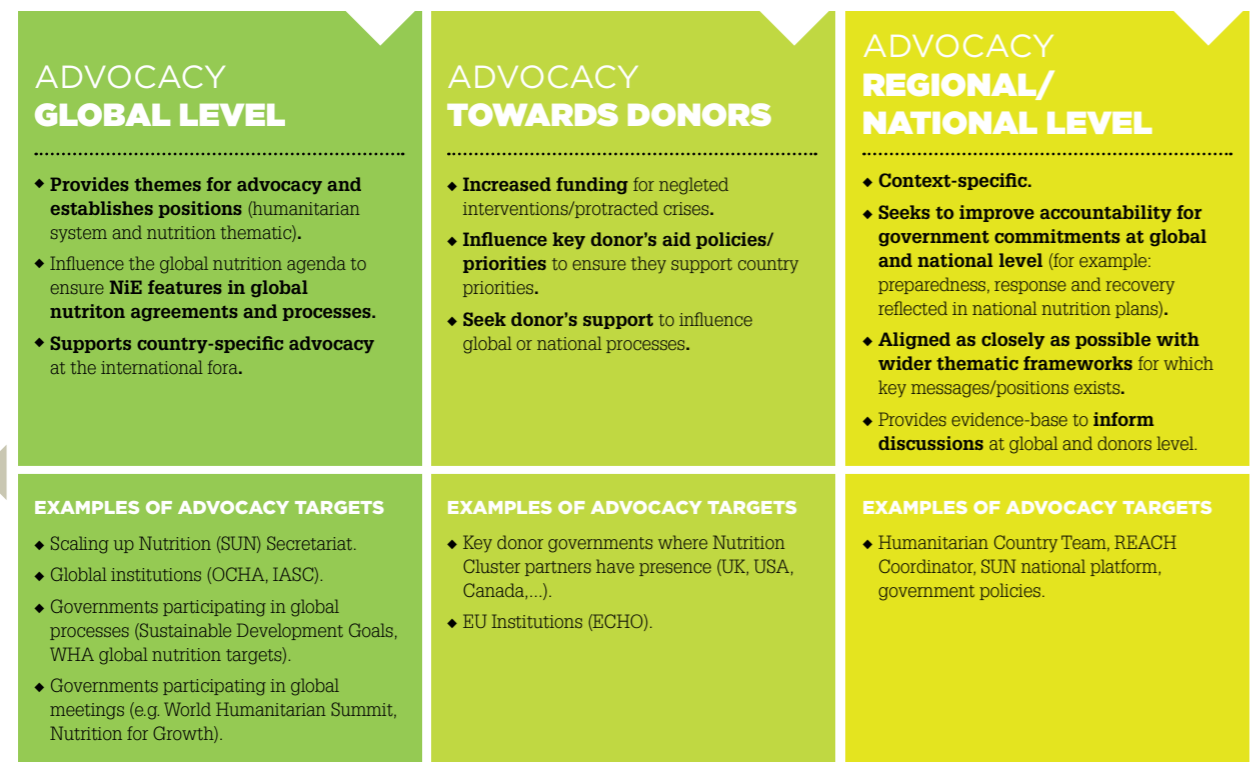 ADVOCACY
GLOBAL LEVEL
◆ Provides themes for advocacy and
establishes positions (humanitarian
system and nutrition thematic).
◆ Influence the global nutrition agenda to
ensure NiE features in global
nutriton agreements and processes.
◆ Supports country-specific advocacy
at the international fora.
EXAMPLES OF ADVOCACY TARGETS
◆ Scaling up Nutrition (SUN) Secretariat.
◆ Globlal institutions (OCHA, IASC).
◆ Governments participating in global
processes (Sustainable Development Goals,
WHA global nutrition targets).
◆ Governments participating in global
meetings (e.g. World Humanitarian Summit,
Nutrition for Growth).
ADVOCACY
TOWARDS DONORS
◆ Increased funding for negleted
interventions/protracted crises.
◆ Influence key donor's aid policies/
priorities to ensure they support country
priorities.
◆ Seek donor's support to influence
global or national processes.
EXAMPLES OF ADVOCACY TARGETS
◆ Key donor governments where Nutrition
Cluster partners have presence (UK, USA,
Canada,...).
◆ EU Institutions (ECHO).
ADVOCACY
REGIONAL/
NATIONAL LEVEL
◆ Context-specific.
◆ Seeks to improve accountability for
government commitments at global
and national level (for example:
preparedness, response and recovery
reflected in national nutrition plans).
◆ Aligned as closely as possible with
wider thematic frameworks for which
key messages/positions exists.
◆ Provides evidence-base to inform
discussions at global and donors level.
EXAMPLES OF ADVOCACY TARGETS
◆ Humanitarian Country Team, REACH
Coordinator, SUN national platform,
government policies.